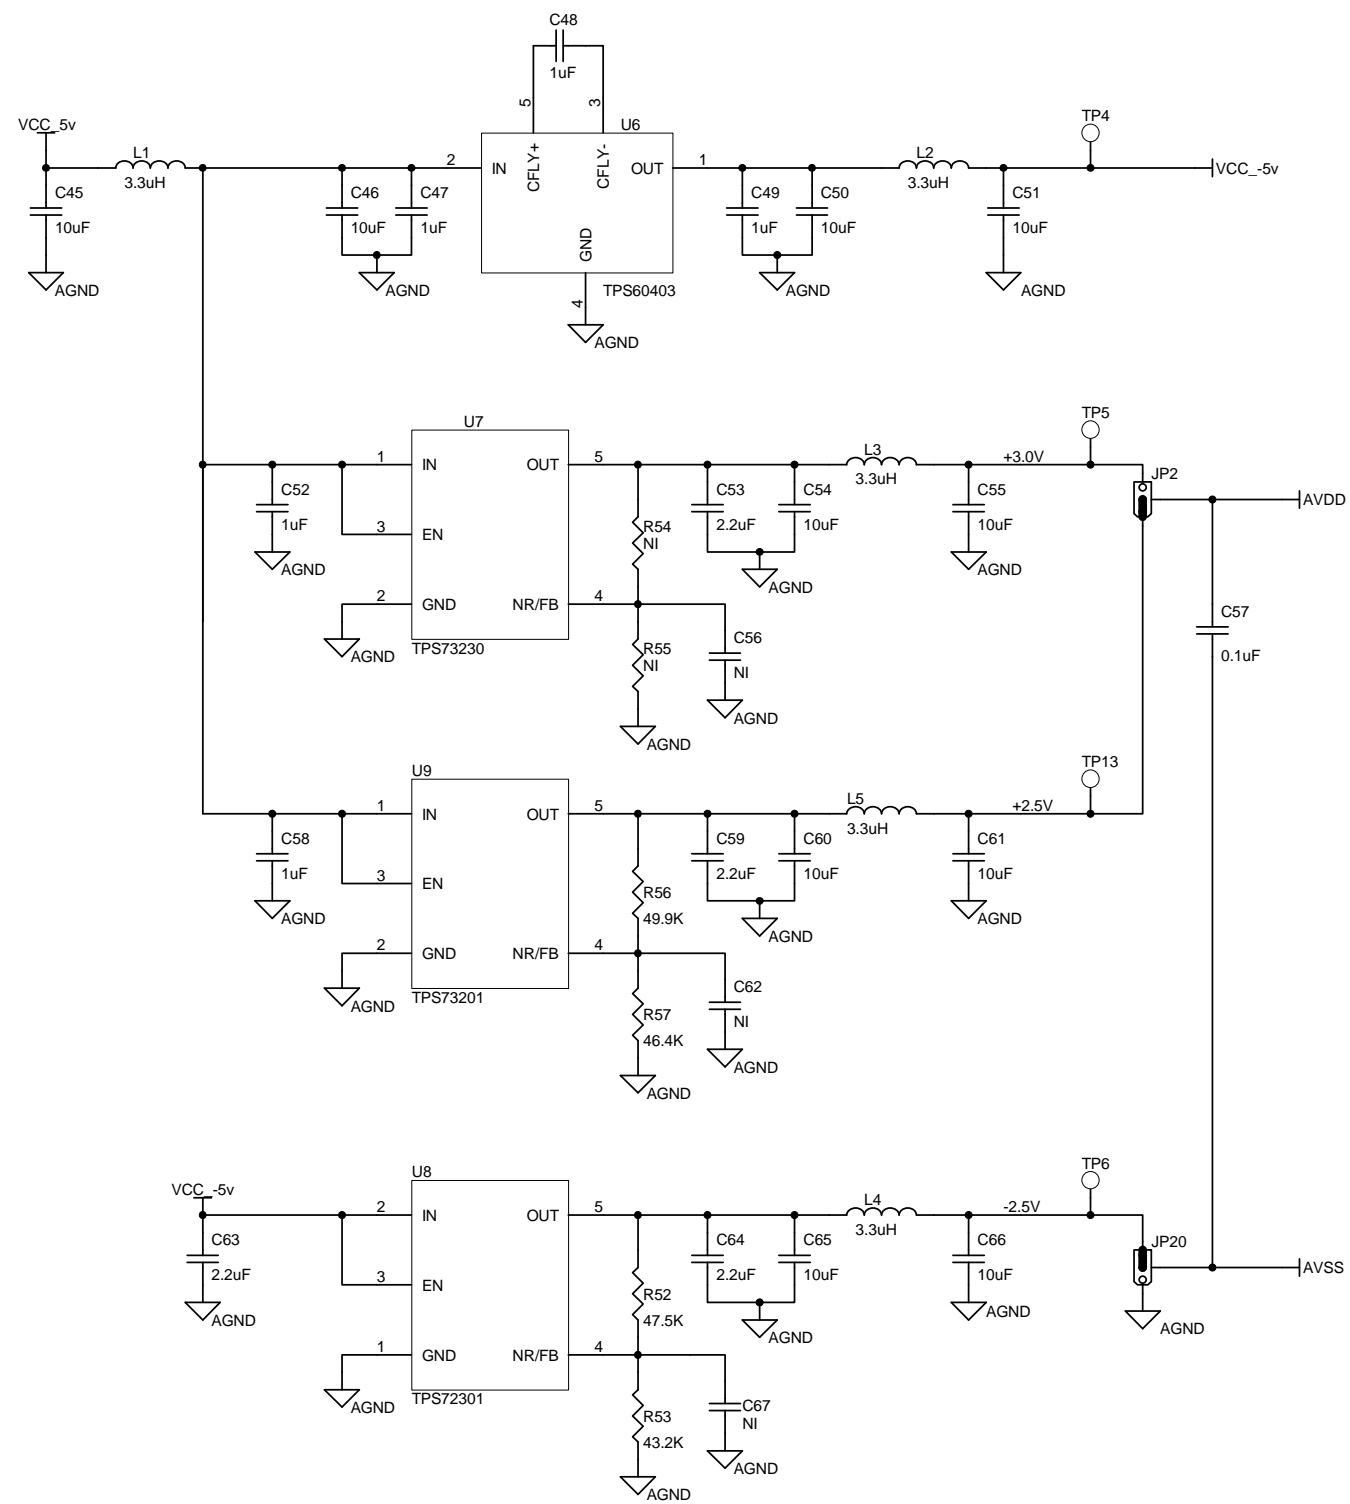 C48
1uF
5
3
U6
TP4
VCC_5v
L1
3.3uH
2
IN
CFLY+
CFLY-
OUT
1
L2
3.3uH
VCC_-5v
C45
10uF
C46
10uF
C47
1uF
C49
1uF
C50
10uF
C51
10uF
GND
AGND
AGND
TPS60403
AGND
AGND
4
AGND
U7
TP5
1
IN
OUT
5
L3
3.3uH
+3.0V
JP2
C52
1uF
C53
2.2uF
C54
10uF
C55
10uF
AVDD
3
EN
R54
NI
AGND
AGND
AGND
2
GND
NR/FB
4
C57
0.1uF
AGND
TPS73230
R55
NI
C56
NI
AGND
AGND
U9
TP13
1
IN
OUT
5
L5
3.3uH
+2.5V
C58
1uF
C59
2.2uF
C60
10uF
C61
10uF
3
EN
R56
49.9K
AGND
AGND
AGND
2
GND
NR/FB
4
AGND
TPS73201
R57
46.4K
C62
NI
AGND
AGND
U8
TP6
VCC_-5v
2
IN
OUT
5
L4
3.3uH
-2.5V
JP20
C63
2.2uF
C64
2.2uF
C65
10uF
C66
10uF
AVSS
3
EN
R52
47.5K
AGND
AGND
AGND
AGND
1
GND
NR/FB
4
AGND
TPS72301
R53
43.2K
C67
NI
AGND
AGND